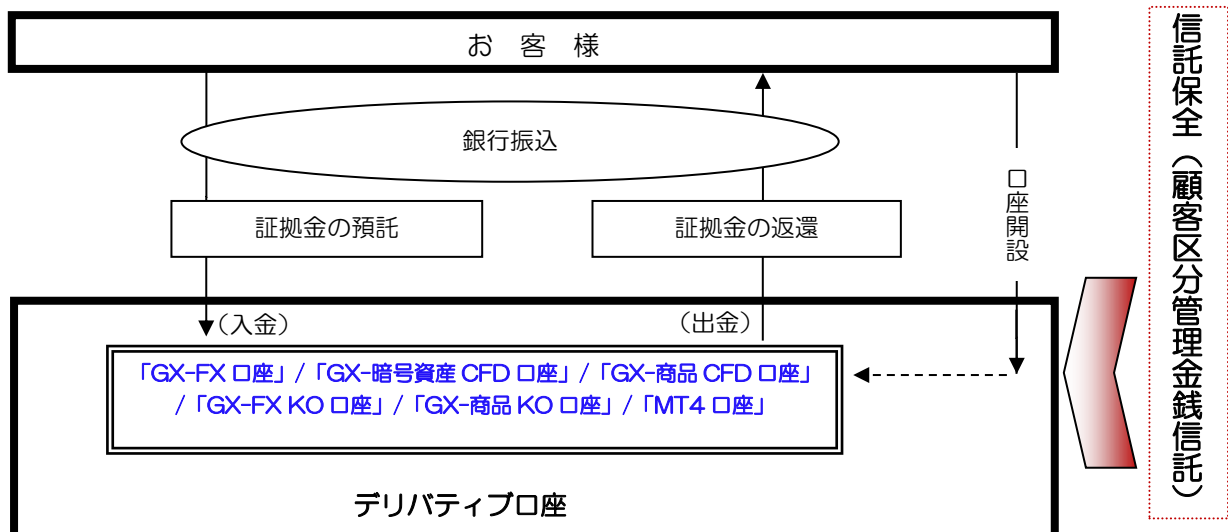 お 客 様
銀行振込
証拠金の預託
証拠金の返還
口座開設
（入金）
（出金）
「GX-FX 口座」/「GX-暗号資産 CFD 口座」/「GX-商品 CFD 口座」
/「GX-FX KO 口座」/「GX-商品 KO 口座」/「MT4 口座」
デリバティブ口座
信託保全（顧客区分管理金銭信託）